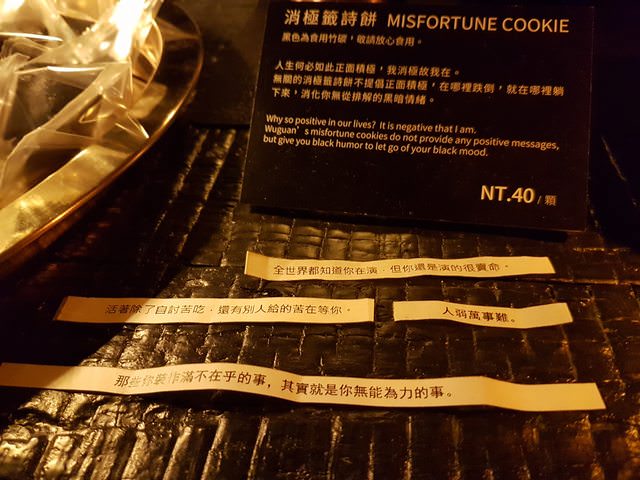 消極籤詩餅 MISFORTUNE COOKIE
黑色為食用竹碳，敬請放心食用。
人生何必如此正面積極，我消極故我在。
無關的消極籤詩餅不提倡正面積極，在哪裡跌倒，就在哪裡躺
下來，消化你無從排解的黑暗情緒。
Why so positive in our lives? It is negative that I am.
Wuguan's misfortune cookies do not provide any positive messages,
but give you black humor to let go of your black mood.
NT.40 / 顆
全世界都知道你在演，但你還是演的很賣命。
活著除了自討苦吃，還有別人給的苦在等你。
人弱萬事難。
那些你裝作滿不在乎的事，其實就是你無能為力的事。